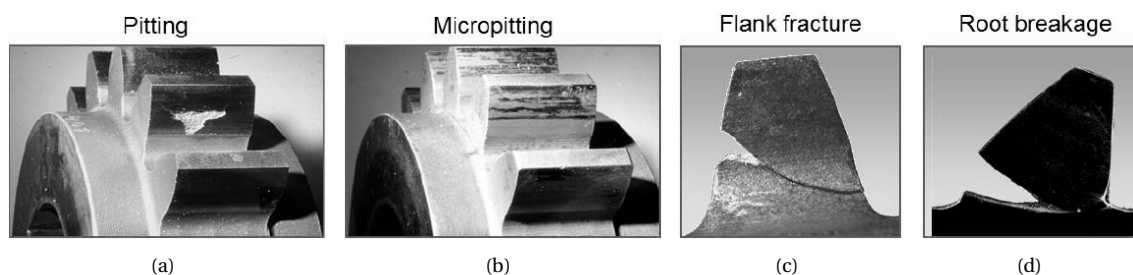 Pitting
Micropitting
Flank fracture
Root breakage
(a)
(b)
(c)
(d)